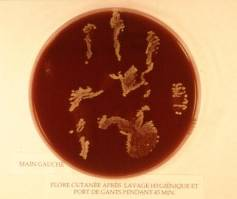 MAIN GAUCHE
FLORE CUTANÉE APRÈS LAVAGE HYGIÉNIQUE ET
PORT DE GANTS PENDANT 45 MIN.